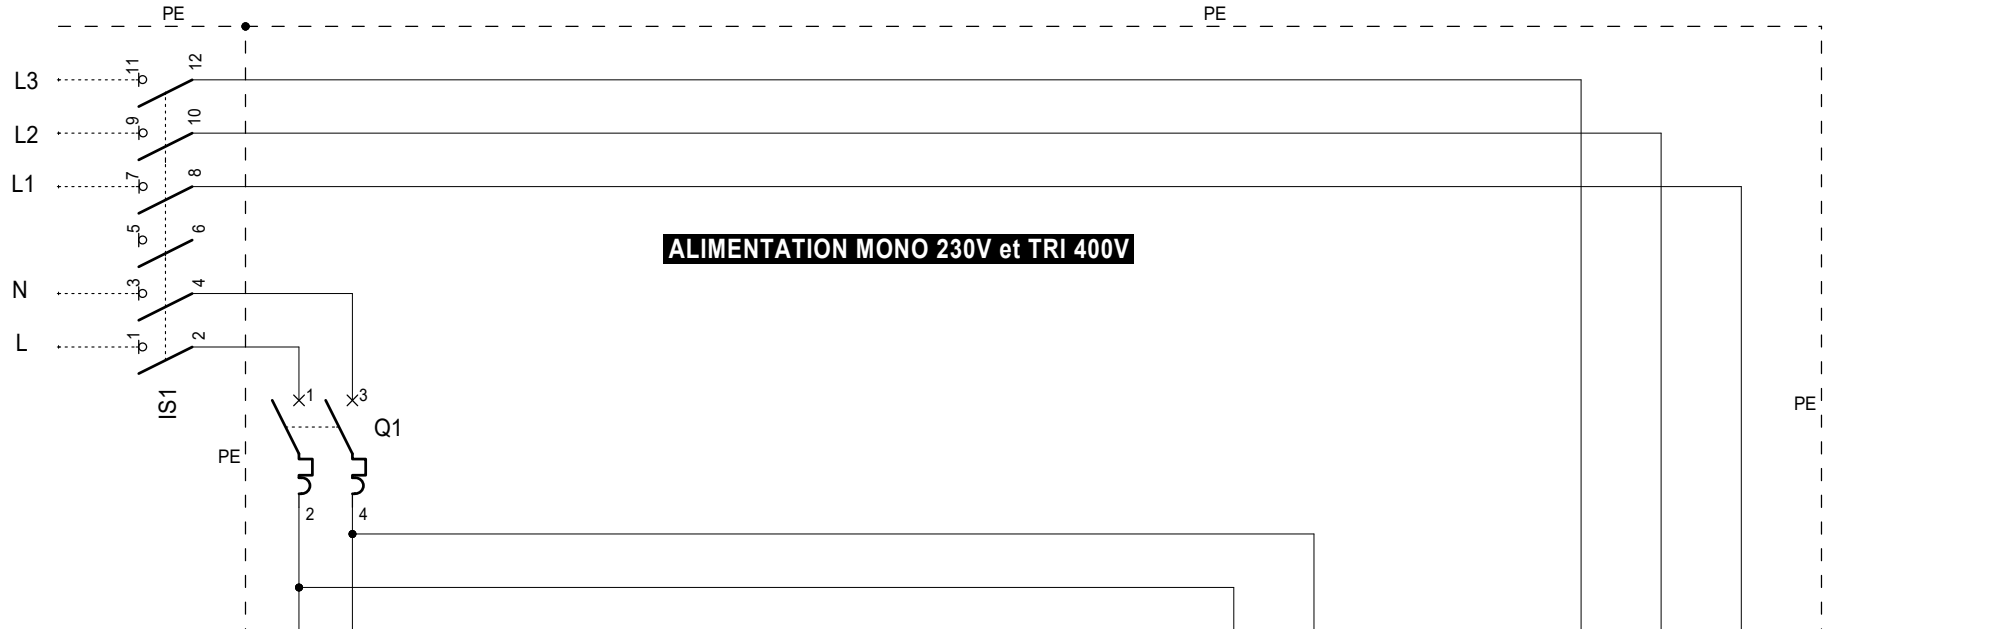 PE
PE
L3
11
12
L2
9
10
L1
7
8
5
6
ALIMENTATION MONO 230V et TRI 400V
N
3
4
L
1
2
IS1
1
3
Q1
PE
PE
2
4